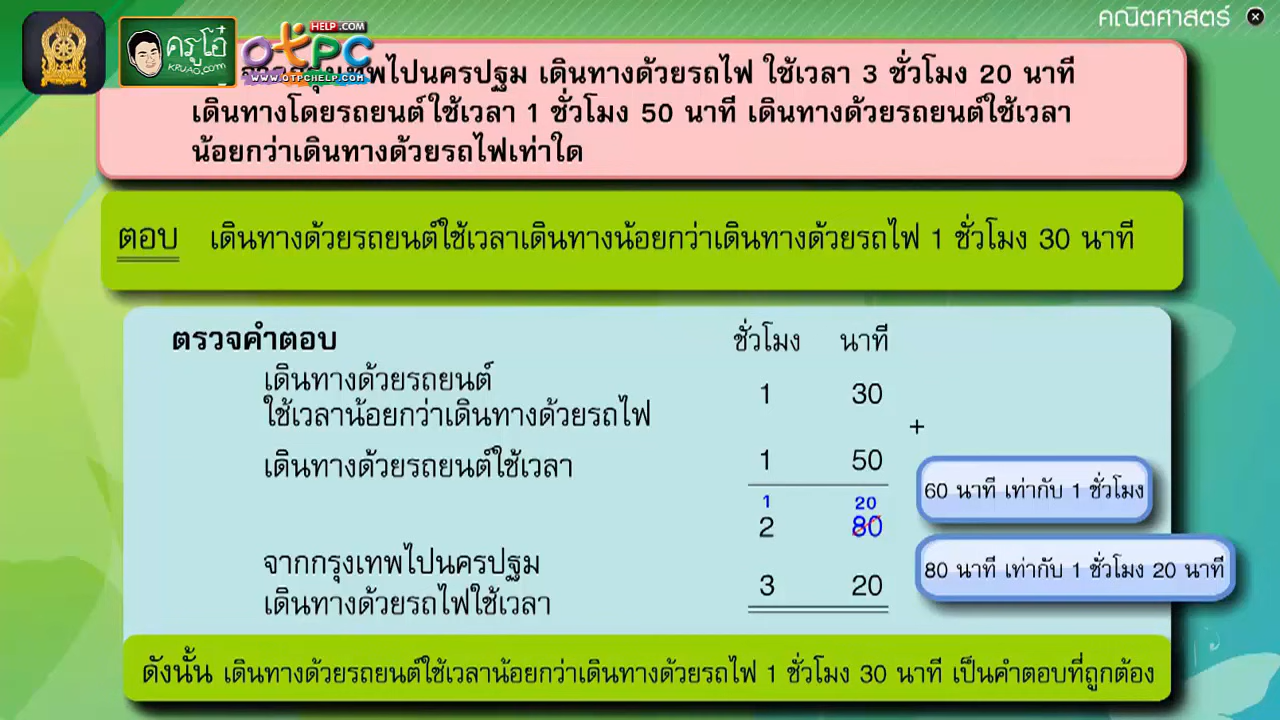 คณิตศาสตร์
ครูโอ๋
KRUAO.com
HELP.COM
OTPC
WWW.OTPCHELP.COM
ไปนครปฐม เดินทางด้วยรถไฟ ใช้เวลา 3 ชั่วโมง 20 นาที
เดินทางโดยรถยนต์ใช้เวลา 1 ชั่วโมง 50 นาที เดินทางด้วยรถยนต์ใช้เวลา
น้อยกว่าเดินทางด้วยรถไฟเท่าใด
ตอบ เดินทางด้วยรถยนต์ใช้เวลาเดินทางน้อยกว่าเดินทางด้วยรถไฟ 1 ชั่วโมง 30 นาที
ตรวจคำตอบ ชั่วโมง นาที
เดินทางด้วยรถยนต์
ใช้เวลาน้อยกว่าเดินทางด้วยรถไฟ 1 30
+
เดินทางด้วยรถยนต์ใช้เวลา 1 50
60 นาที เท่ากับ 1 ชั่วโมง
1 20
2 80
80 นาที เท่ากับ 1 ชั่วโมง 20 นาที
จากกรุงเทพไปนครปฐม
เดินทางด้วยรถไฟใช้เวลา 3 20
ดังนั้น เดินทางด้วยรถยนต์ใช้เวลาน้อยกว่าเดินทางด้วยรถไฟ 1 ชั่วโมง 30 นาที เป็นคำตอบที่ถูกต้อง